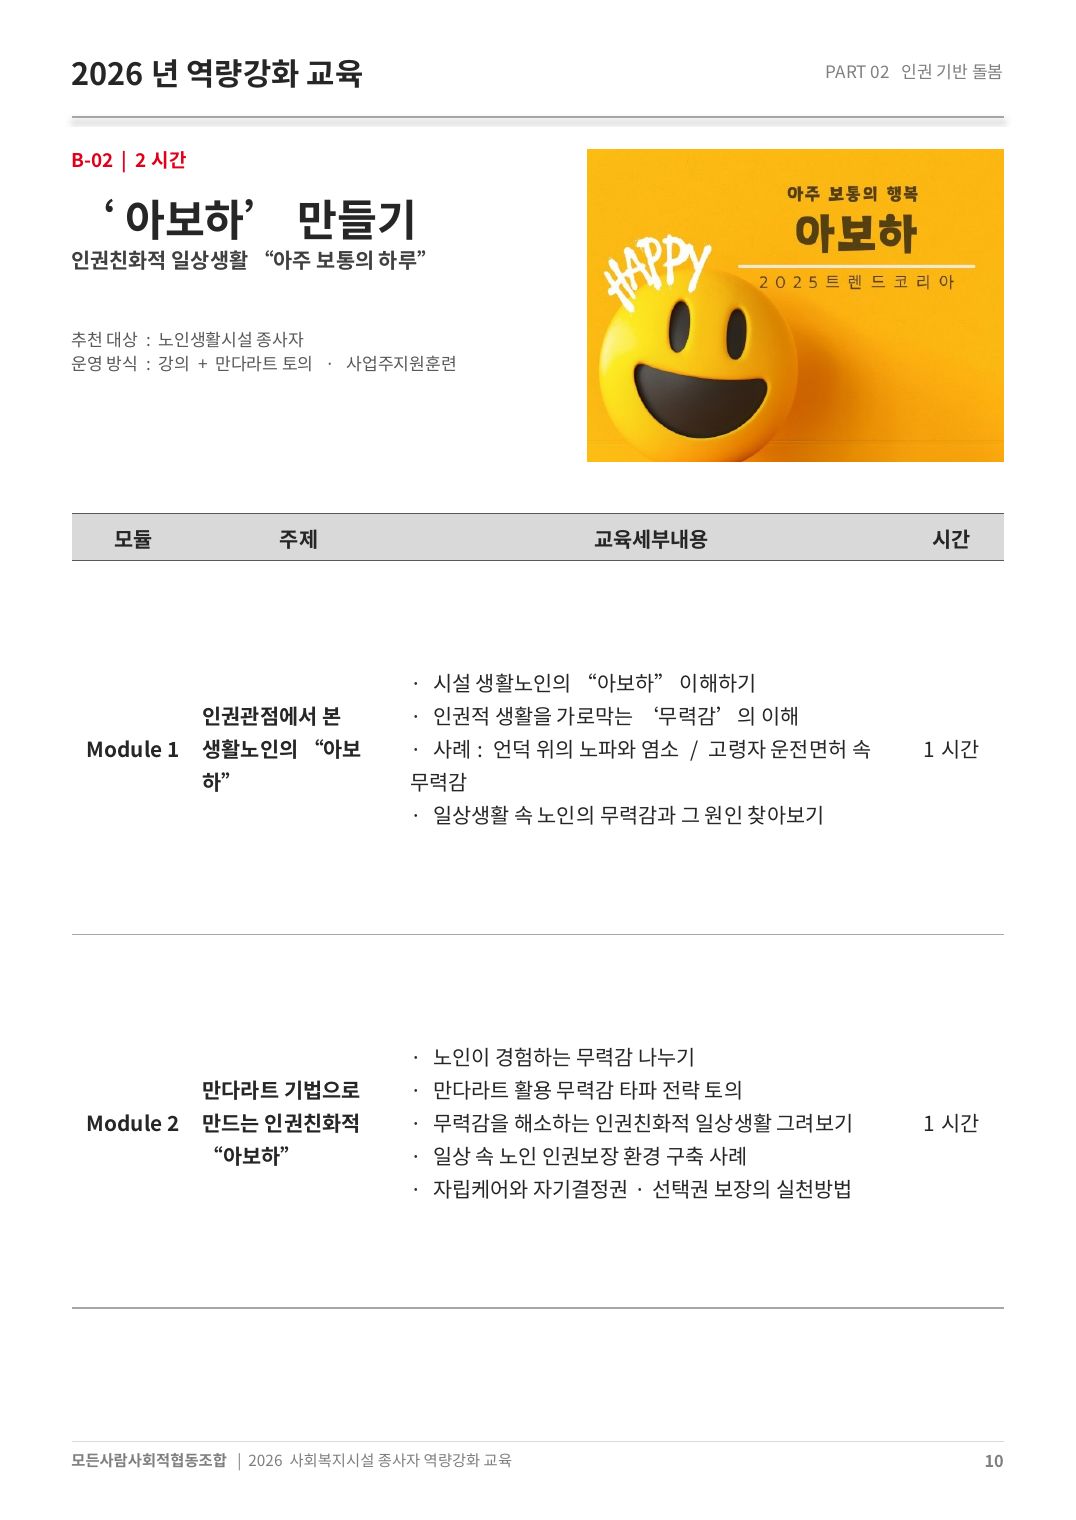 2026 년 역량강화 교육
PART 02 인권 기반 돌봄
B-02 | 2 시간
‘ 아보하’ 만들기
인권친화적 일상생활 “아주 보통의 하루”
추천 대상 : 노인생활시설 종사자
운영 방식 : 강의 + 만다라트 토의 · 사업주지원훈련
아주 보통의 행복
아보하
HAPPY
2025트렌드코리아
모듈 주제 교육세부내용 시간
Module 1
인권관점에서 본
생활노인의 “아보
하”
· 시설 생활노인의 “아보하” 이해하기
· 인권적 생활을 가로막는 ‘무력감’의 이해
· 사례 : 언덕 위의 노파와 염소 / 고령자 운전면허 속
무력감
· 일상생활 속 노인의 무력감과 그 원인 찾아보기
1 시간
Module 2
만다라트 기법으로
만드는 인권친화적
“아보하”
· 노인이 경험하는 무력감 나누기
· 만다라트 활용 무력감 타파 전략 토의
· 무력감을 해소하는 인권친화적 일상생활 그려보기
· 일상 속 노인 인권보장 환경 구축 사례
· 자립케어와 자기결정권 · 선택권 보장의 실천방법
1 시간
모든사람사회적협동조합 | 2026 사회복지시설 종사자 역량강화 교육
10